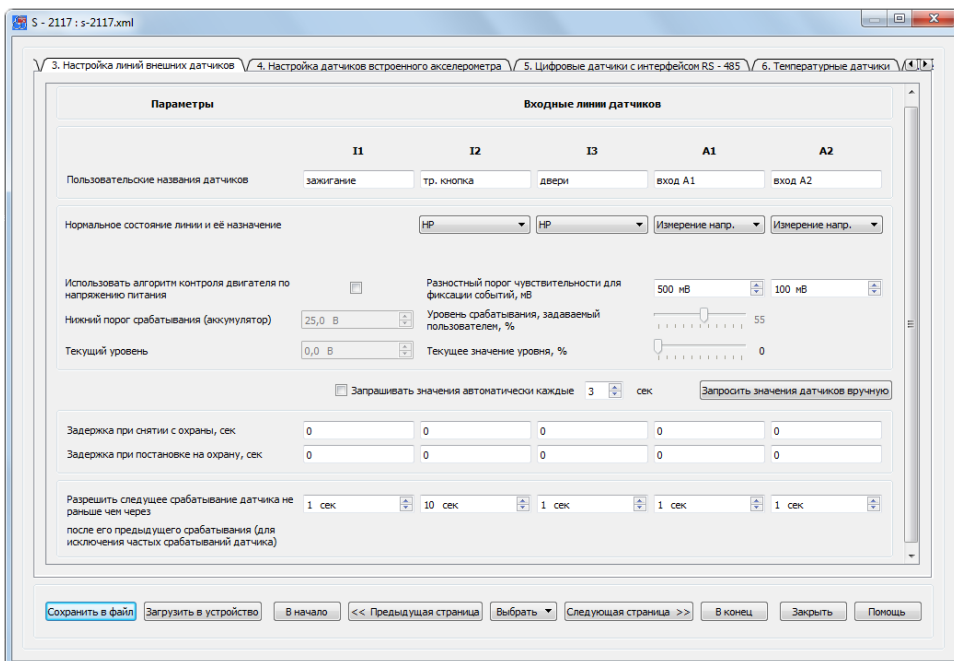 S - 2117 : s-2117.xml
3. Настройка линий внешних датчиков 4. Настройка датчиков встроенного акселерометра 5. Цифровые датчики с интерфейсом RS - 485 6. Температурные датчики
Параметры Входные линии датчиков
I1 I2 I3 A1 A2
Пользовательские названия датчиков зажигание тр. кнопка двери вход A1 вход A2
Нормальное состояние линии и её назначение НР НР Измерение напр. Измерение напр.
Использовать алгоритм контроля двигателя по
напряжению питания
Разностный порог чувствительности для
фиксации событий, мВ
500 мВ 100 мВ
Нижний порог срабатывания (аккумулятор) 25,0 В
Уровень срабатывания, задаваемый
пользователем, %
55
Текущий уровень 0,0 В Текущее значение уровня, % 0
Запрашивать значения автоматически каждые 3 сек Запросить значения датчиков вручную
Задержка при снятии с охраны, сек 0 0 0 0 0
Задержка при постановке на охрану, сек 0 0 0 0 0
Разрешить следущее срабатывание датчика не
раньше чем через
1 сек 10 сек 1 сек 1 сек 1 сек
после его предыдущего срабатывания (для
исключения частых срабатываний датчика)
Сохранить в файл Загрузить в устройство В начало << Предыдущая страница Выбрать Следующая страница >> В конец Закрыть Помощь